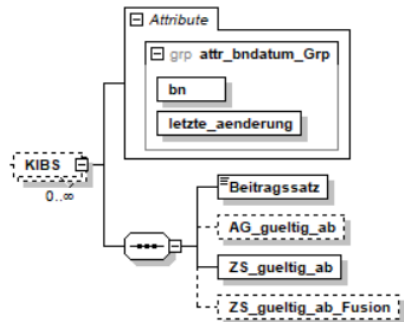 Attribute
grp attr_bndatum_Grp
bn
letzte_aenderung
KIBS
0..∞
Beitragssatz
AG_gueltig_ab
ZS_gueltig_ab
ZS_gueltig_ab_Fusion